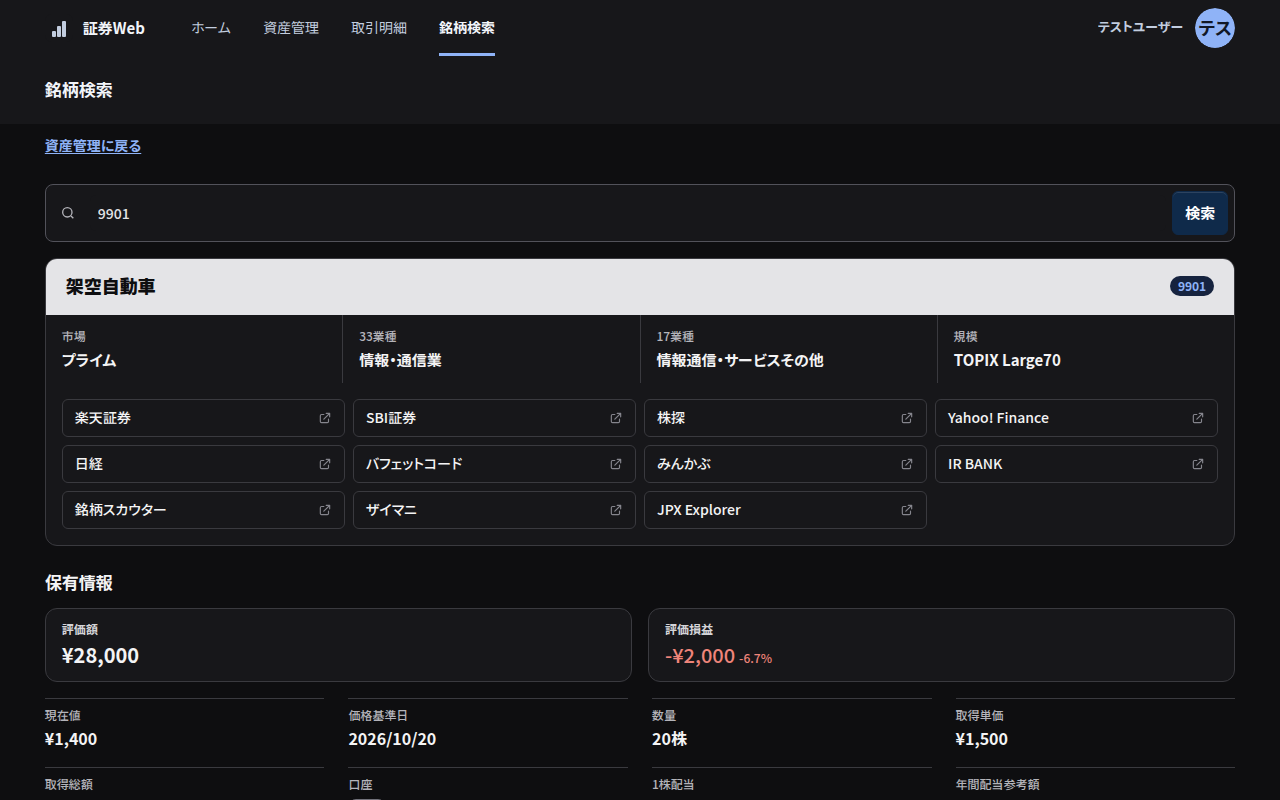 証券Web
ホーム
資産管理
取引明細
銘柄検索
テストユーザー
テス
銘柄検索
資産管理に戻る
9901
検索
架空自動車
9901
市場
プライム
33業種
情報・通信業
17業種
情報通信・サービスその他
規模
TOPIX Large70
楽天証券
SBI証券
株探
Yahoo! Finance
日経
バフェットコード
みんかぶ
IR BANK
銘柄スカウター
ザイマニ
JPX Explorer
保有情報
評価額
¥28,000
評価損益
-¥2,000 -6.7%
現在値
¥1,400
価格基準日
2026/10/20
数量
20株
取得単価
¥1,500
取得総額
口座
1株配当
年間配当参考額